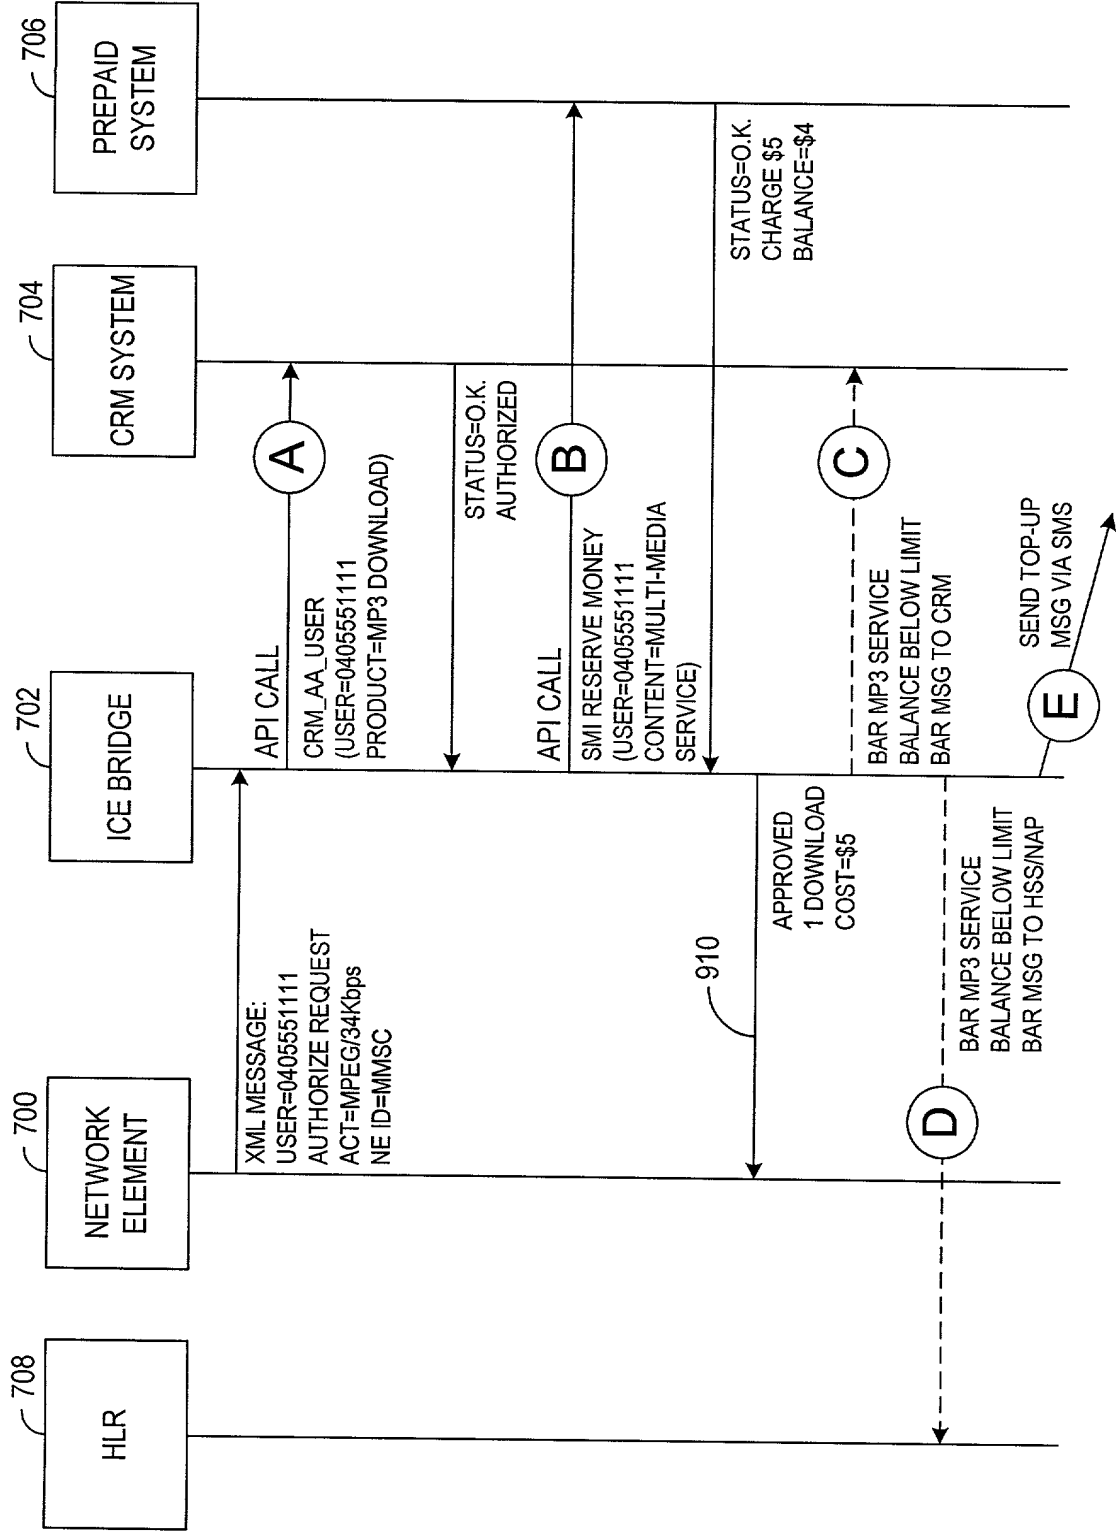 708
HLR
700
NETWORK
ELEMENT
702
ICE BRIDGE
704
CRM SYSTEM
706
PREPAID
SYSTEM
XML MESSAGE:
USER=0405551111
AUTHORIZE REQUEST
ACT=MPEG/34Kbps
NE ID=MMSC
API CALL
A
CRM_AA_USER
(USER=0405551111
PRODUCT=MP3 DOWNLOAD)
STATUS=O.K.
AUTHORIZED
API CALL
B
SMI RESERVE MONEY
(USER=0405551111
CONTENT=MULTI-MEDIA
SERVICE)
STATUS=O.K.
CHARGE $5
BALANCE=$4
910
APPROVED
1 DOWNLOAD
COST=$5
C
BAR MP3 SERVICE
BALANCE BELOW LIMIT
BAR MSG TO CRM
D
BAR MP3 SERVICE
BALANCE BELOW LIMIT
BAR MSG TO HSS/NAP
E
SEND TOP-UP
MSG VIA SMS